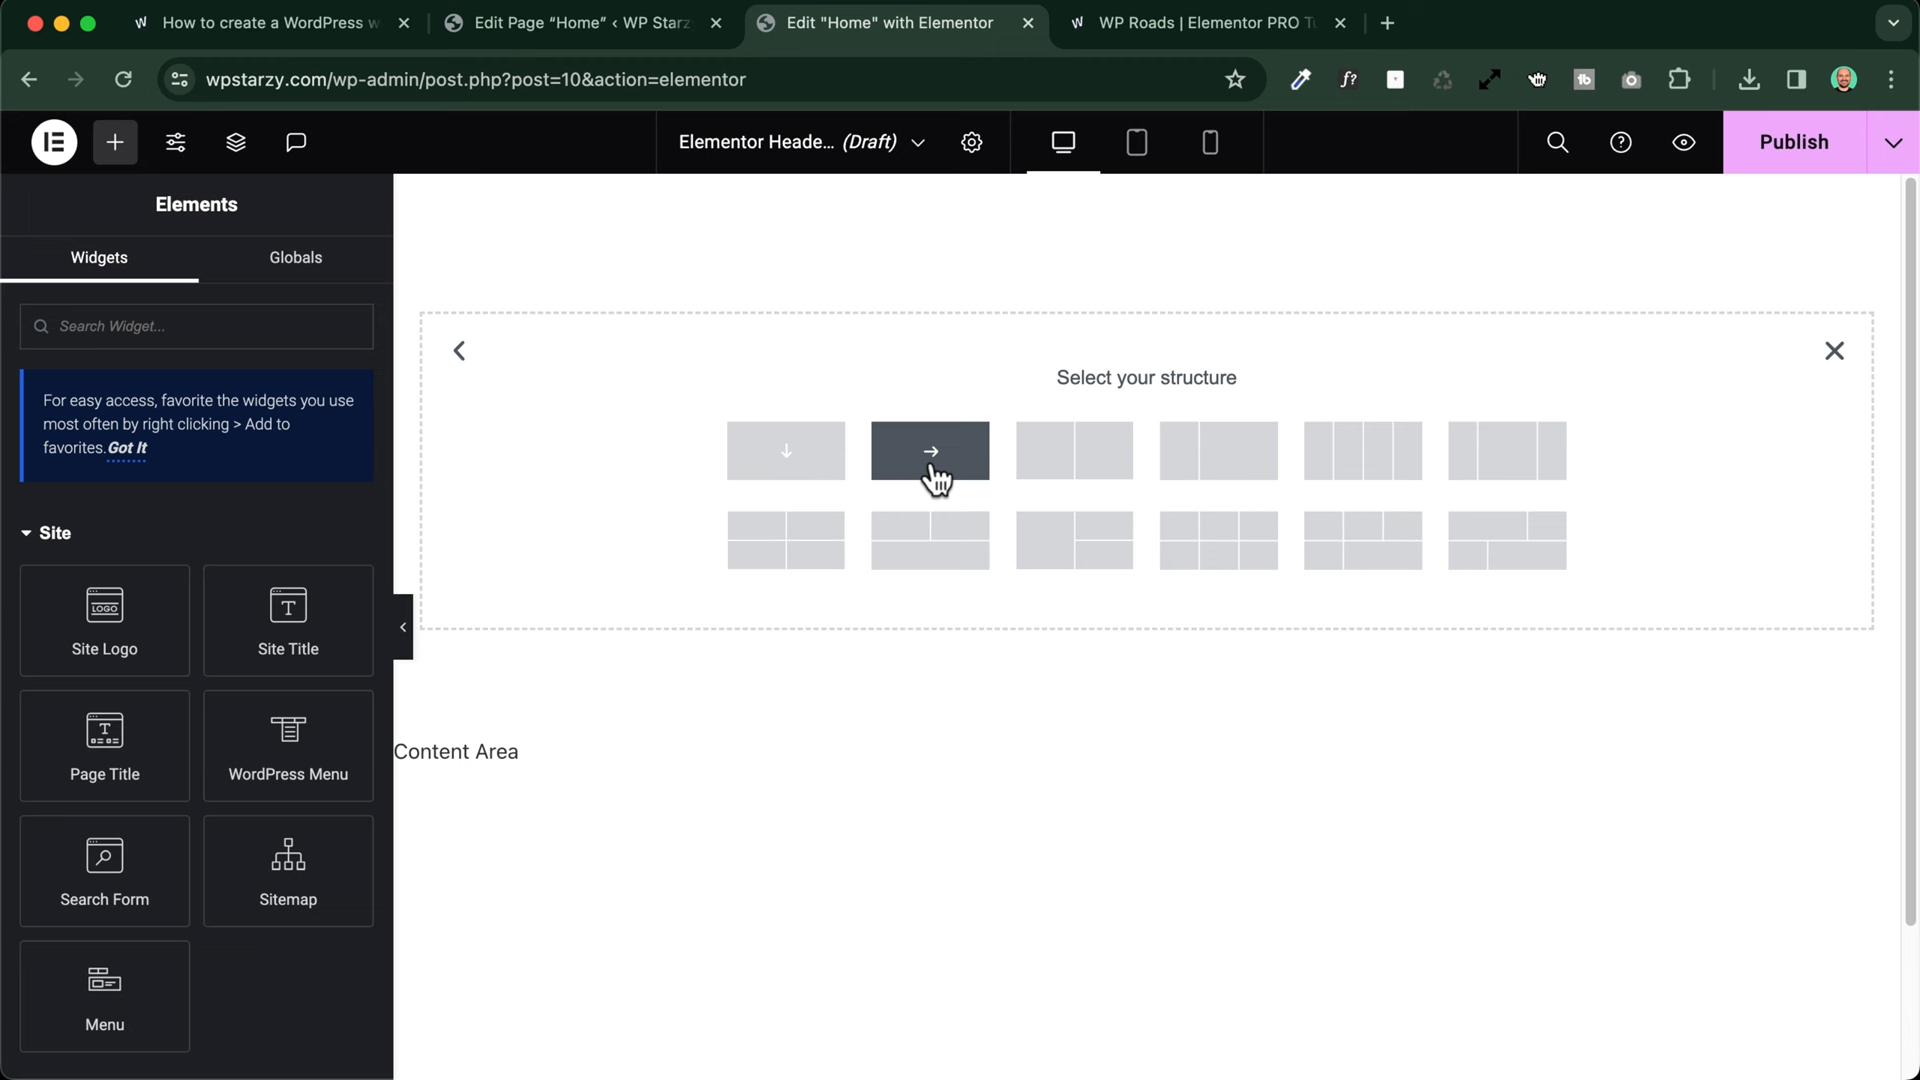 How to create a WordPress w
Edit Page “Home” ‹ WP Starz
Edit "Home" with Elementor
WP Roads | Elementor PRO Tu
wpstarzy.com/wp-admin/post.php?post=10&action=elementor
Elementor Heade... (Draft)
Publish
Elements
Widgets
Globals
Search Widget...
For easy access, favorite the widgets you use
most often by right clicking > Add to
favorites. Got It
Select your structure
Site
LOGO
Site Logo
Site Title
Page Title
WordPress Menu
Content Area
Search Form
Sitemap
Menu